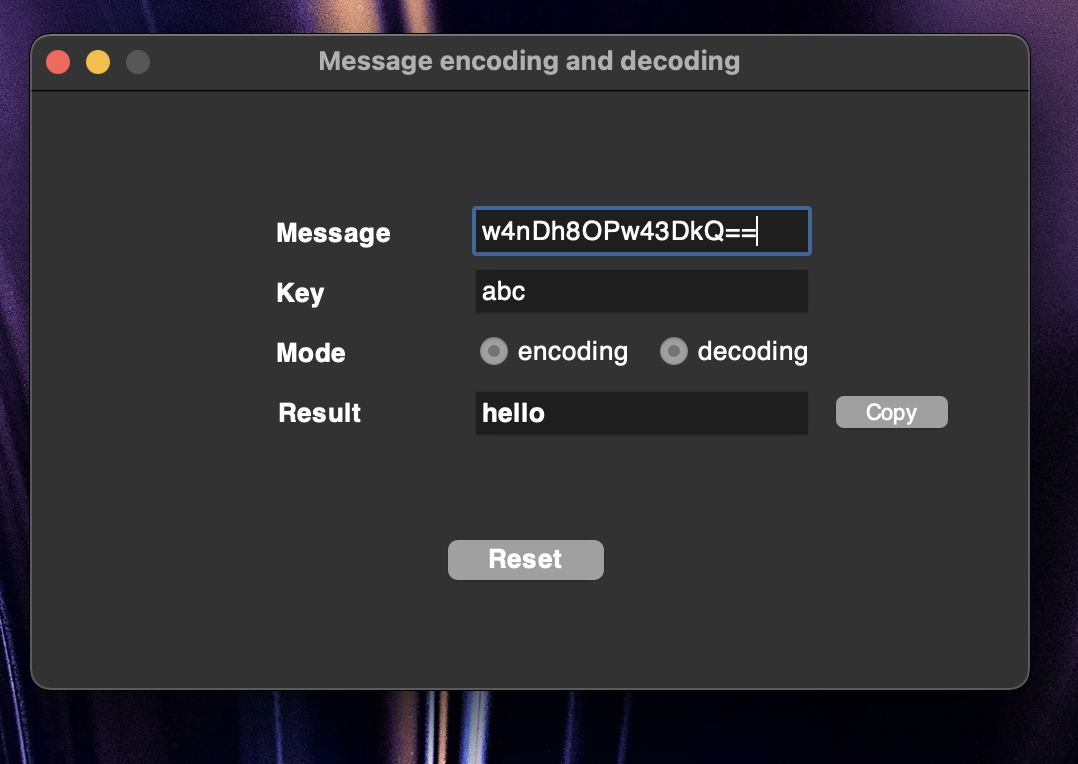 Message encoding and decoding
Message w4nDh8OPw43DkQ==
Key abc
Mode encoding decoding
Result hello Copy
Reset